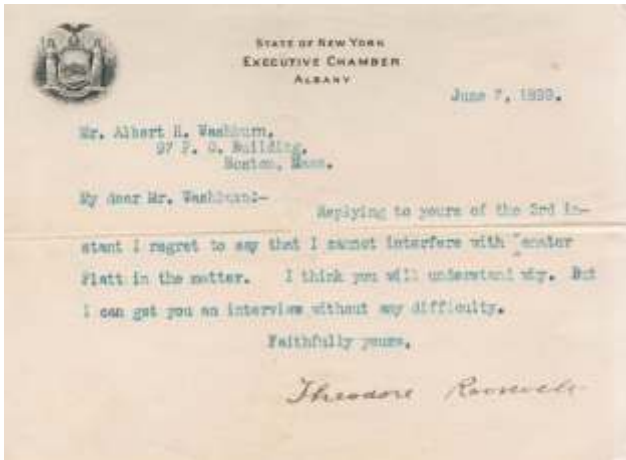 STATE OF NEW YORK
EXECUTIVE CHAMBER
ALBANY
June 7, 1899.
Mr. Albert H. Washburn,
97 P. O. Building,
Boston, Mass.
My dear Mr. Washburn:-
Replying to yours of the 3rd in-
stant I regret to say that I cannot interfere with Senator
Platt in the matter. I think you will understand why. But
I can get you an interview without any difficulty.
Faithfully yours,
Theodore Roosevelt